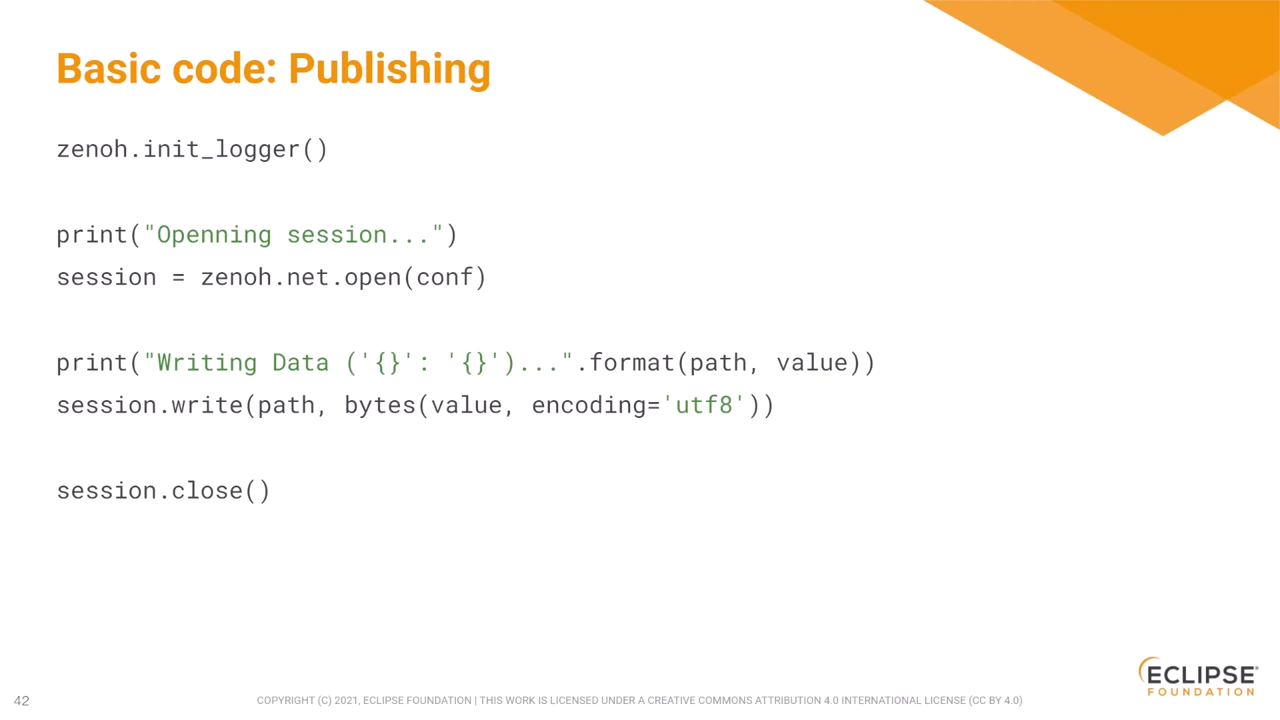 Basic code: Publishing
zenoh.init_logger()
print("Openning session...")
session = zenoh.net.open(conf)
print("Writing Data ('{}': '{}')...".format(path, value))
session.write(path, bytes(value, encoding='utf8'))
session.close()
ECLIPSE
FOUNDATION
42
COPYRIGHT (C) 2021, ECLIPSE FOUNDATION | THIS WORK IS LICENSED UNDER A CREATIVE COMMONS ATTRIBUTION 4.0 INTERNATIONAL LICENSE (CC BY 4.0)